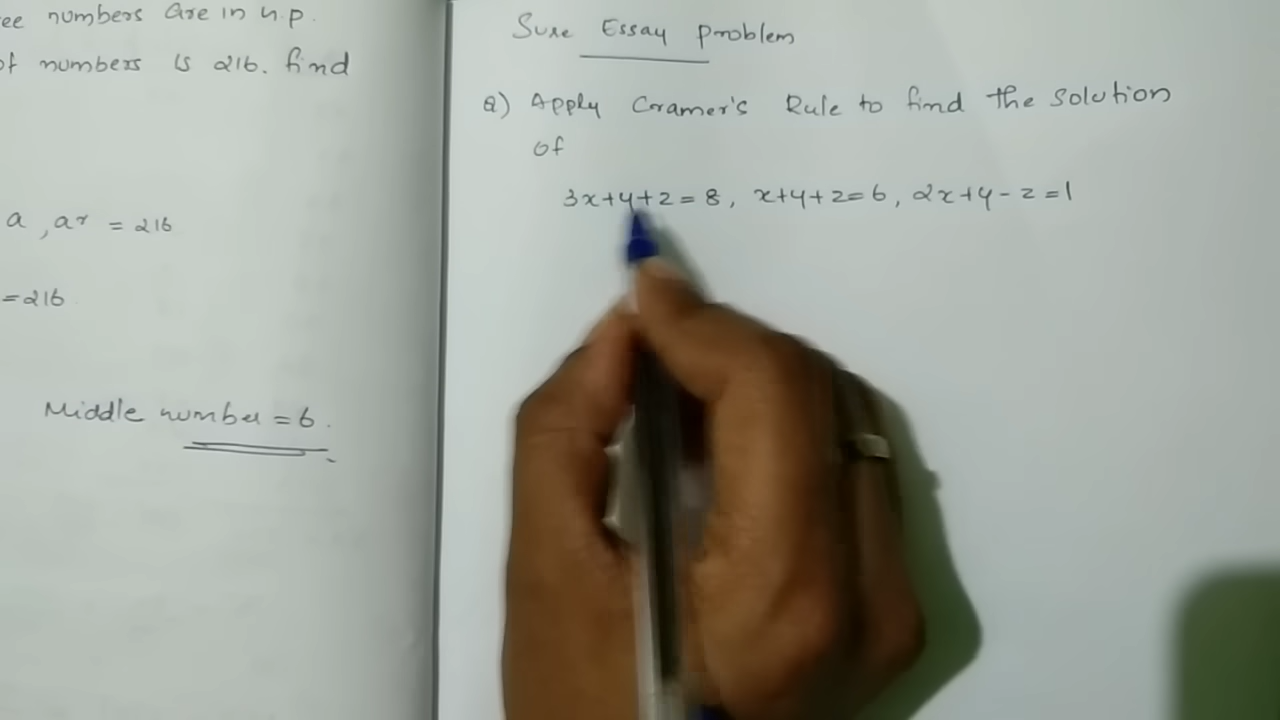 ee numbers are in
of numbers is 216. find
a, ar = 216
= 216
Middle number = 6.
Sure Essay problem
Q) Apply Cramer's Rule to find the solution
of
3x+y+z = 8, x+y+z=6, 2x+y-z=1